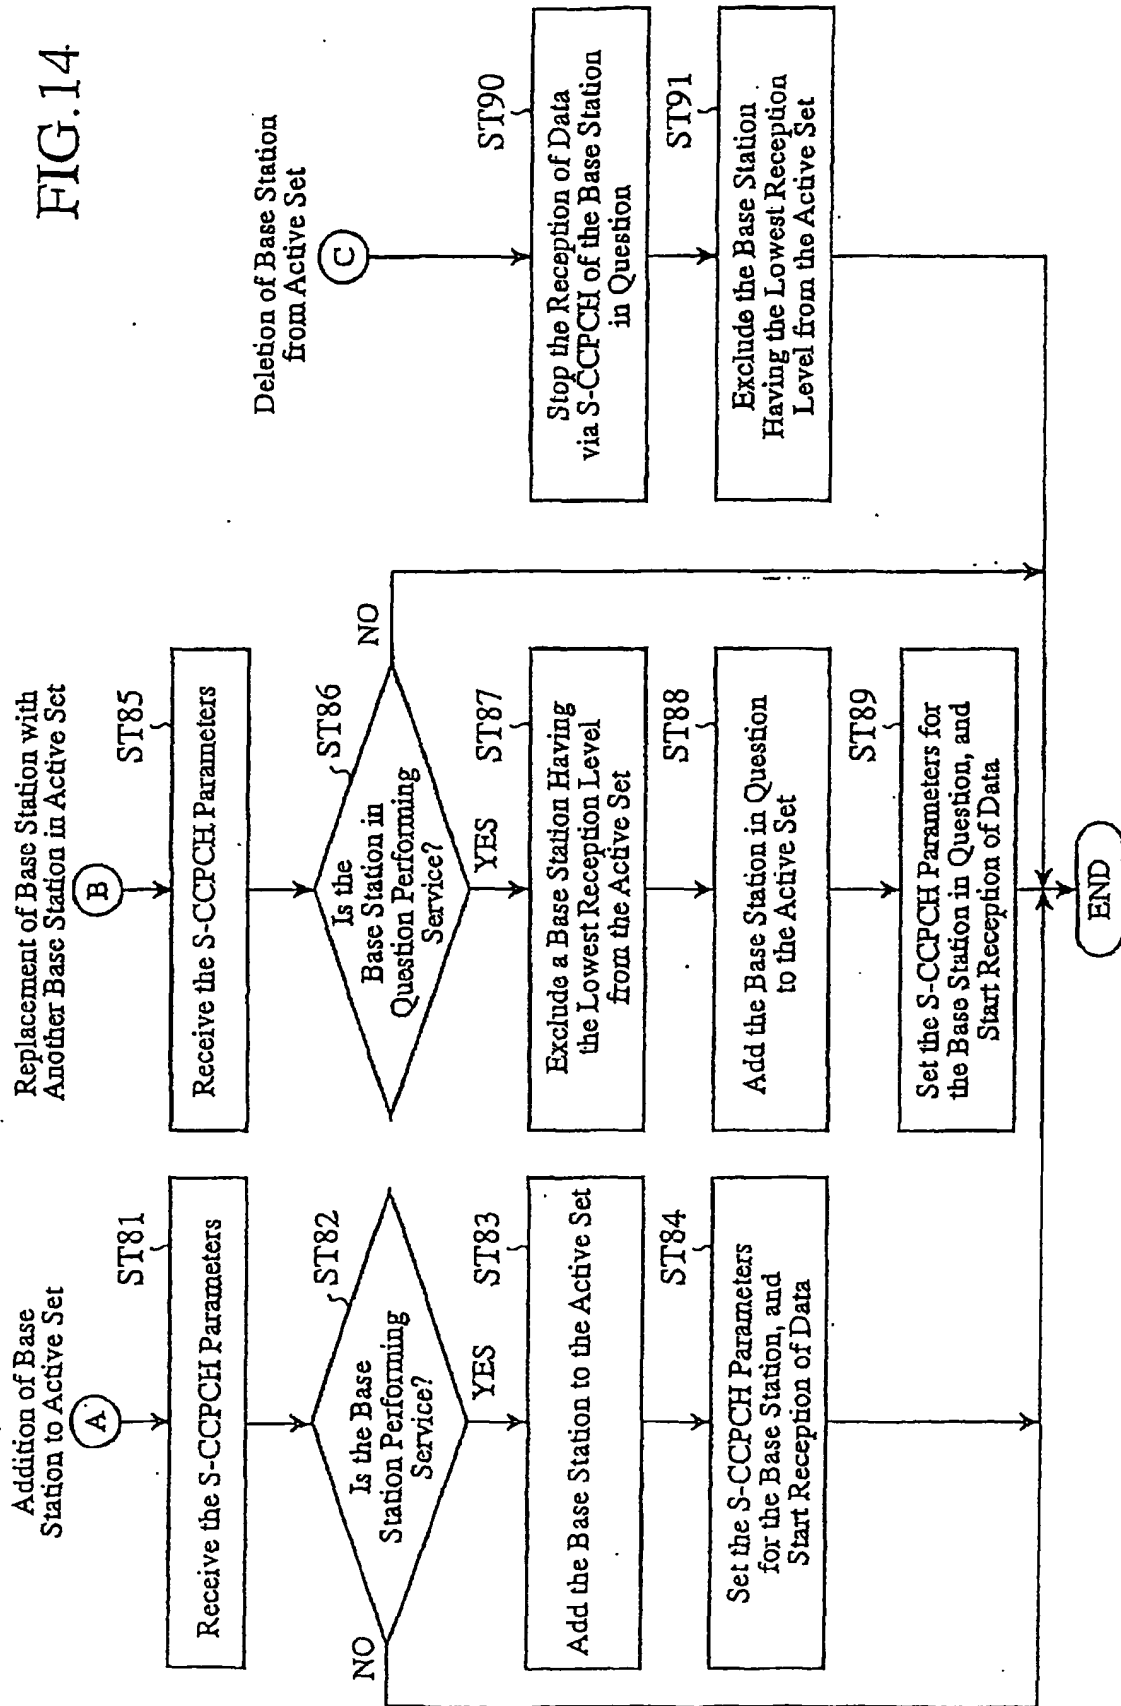 FIG.14
Addition of Base
Station to Active Set
A
ST81
Receive the S-CCPCH Parameters
ST82
Is the Base
Station Performing
Service?
NO
YES
ST83
Add the Base Station to the Active Set
ST84
Set the S-CCPCH Parameters
for the Base Station, and
Start Reception of Data
Replacement of Base Station with
Another Base Station in Active Set
B
ST85
Receive the S-CCPCH Parameters
ST86
Is the
Base Station in
Question Performing
Service?
NO
YES
ST87
Exclude a Base Station Having
the Lowest Reception Level
from the Active Set
ST88
Add the Base Station in Question
to the Active Set
ST89
Set the S-CCPCH Parameters for
the Base Station in Question, and
Start Reception of Data
END
Deletion of Base Station
from Active Set
C
ST90
Stop the Reception of Data
via S-CCPCH of the Base Station
in Question
ST91
Exclude the Base Station
Having the Lowest Reception
Level from the Active Set